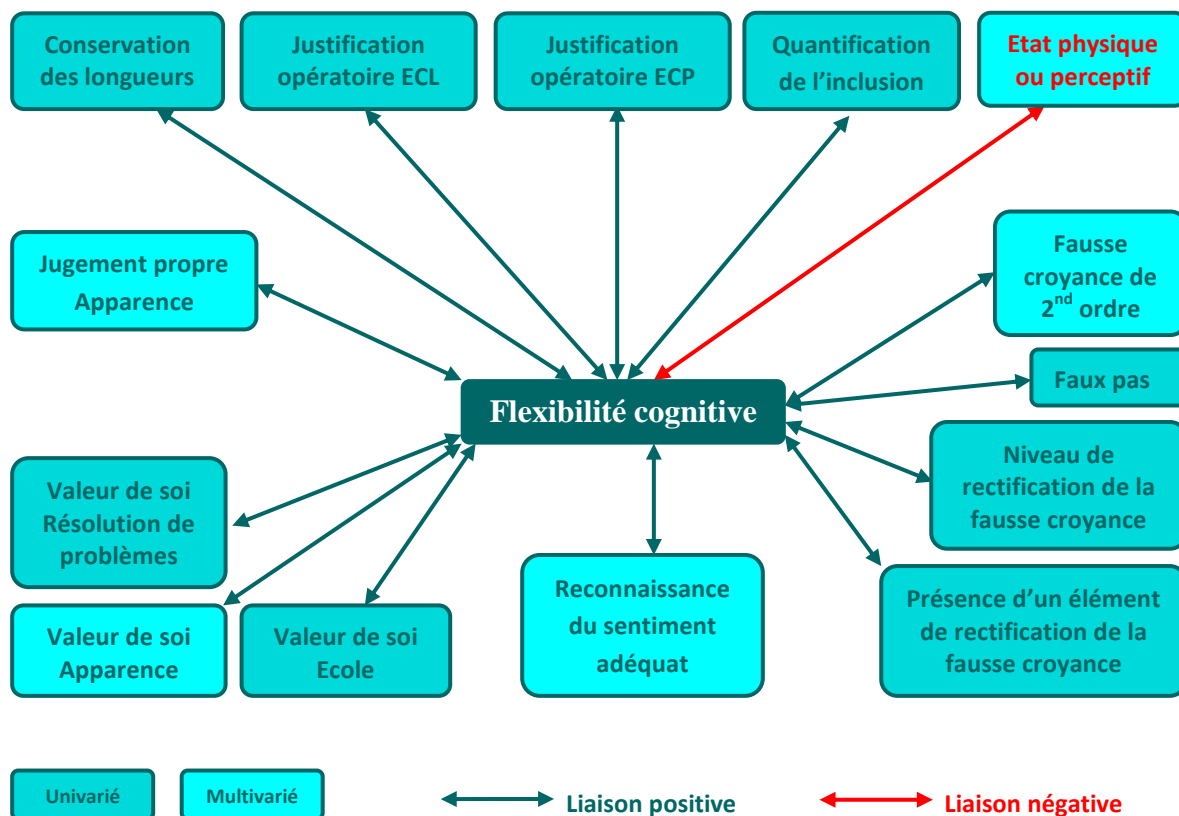 Conservation
des longueurs
Justification
opératoire ECL
Justification
opératoire ECP
Quantification
de l’inclusion
Etat physique
ou perceptif
Jugement propre
Apparence
Fausse
croyance de
2nd ordre
Faux pas
Flexibilité cognitive
Niveau de
rectification de la
fausse croyance
Valeur de soi
Résolution de
problèmes
Reconnaissance
du sentiment
adéquat
Présence d’un élément
de rectification de la
fausse croyance
Valeur de soi
Apparence
Valeur de soi
Ecole
Univarié
Multivarié
Liaison positive
Liaison négative